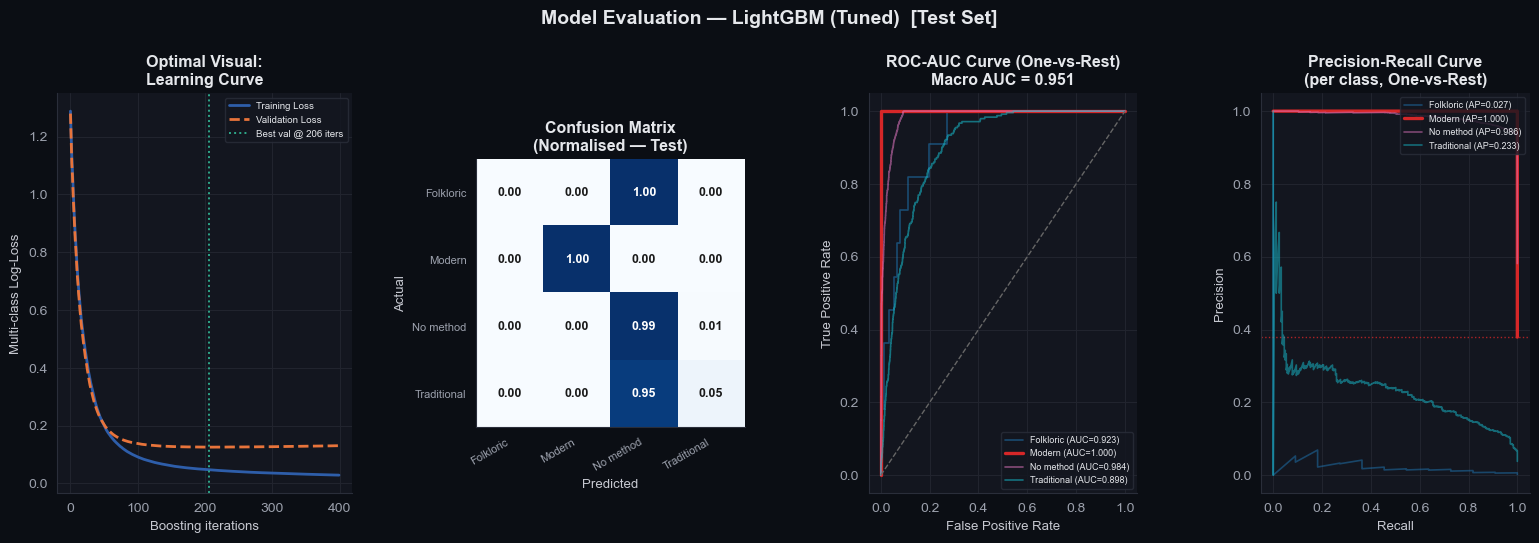 Model Evaluation — LightGBM (Tuned)  [Test Set]
Optimal Visual:
Learning Curve
Training Loss
Validation Loss
Best val @ 206 iters
Multi-class Log-Loss
1.2
1.0
0.8
0.6
0.4
0.2
0.0
0 100 200 300 400
Boosting iterations
Confusion Matrix
(Normalised — Test)
Actual
Folkloric 0.00 0.00 1.00 0.00
Modern 0.00 1.00 0.00 0.00
No method 0.00 0.00 0.99 0.01
Traditional 0.00 0.00 0.95 0.05
Folkloric Modern No method Traditional
Predicted
ROC-AUC Curve (One-vs-Rest)
Macro AUC = 0.951
True Positive Rate
1.0
0.8
0.6
0.4
0.2
0.0
Folkloric (AUC=0.923)
Modern (AUC=1.000)
No method (AUC=0.984)
Traditional (AUC=0.898)
0.0 0.2 0.4 0.6 0.8 1.0
False Positive Rate
Precision-Recall Curve
(per class, One-vs-Rest)
Folkloric (AP=0.027)
Modern (AP=1.000)
No method (AP=0.986)
Traditional (AP=0.233)
Precision
1.0
0.8
0.6
0.4
0.2
0.0
0.0 0.2 0.4 0.6 0.8 1.0
Recall